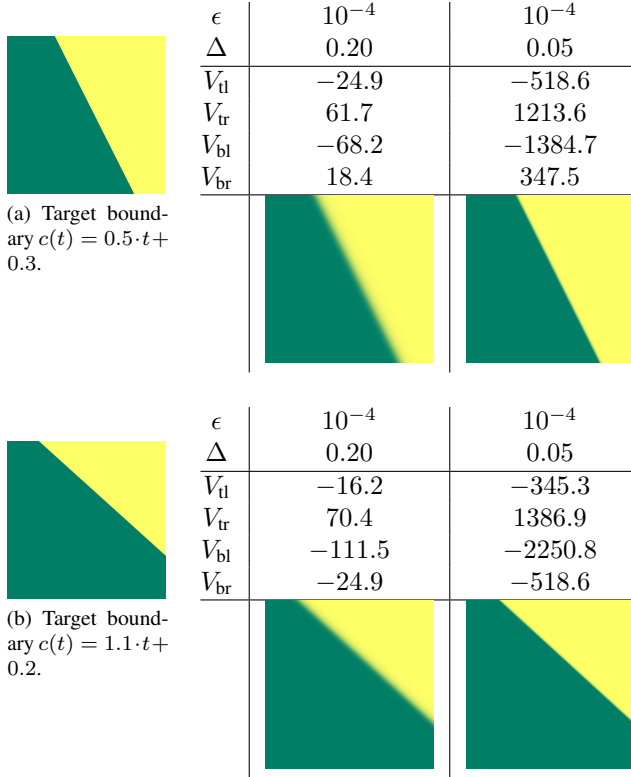 ϵ 10⁻⁴ 10⁻⁴
Δ 0.20 0.05
V_tl −24.9 −518.6
V_tr 61.7 1213.6
V_bl −68.2 −1384.7
V_br 18.4 347.5
(a) Target bound-
ary c(t) = 0.5·t+
0.3.
ϵ 10⁻⁴ 10⁻⁴
Δ 0.20 0.05
V_tl −16.2 −345.3
V_tr 70.4 1386.9
V_bl −111.5 −2250.8
V_br −24.9 −518.6
(b) Target bound-
ary c(t) = 1.1·t+
0.2.